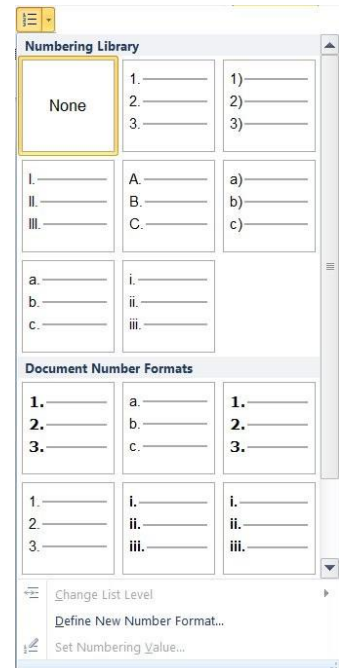 Numbering Library
None
1.
2.
3.
1)
2)
3)
I.
II.
III.
A.
B.
C.
a)
b)
c)
a.
b.
c.
i.
ii.
iii.
Document Number Formats
1.
2.
3.
a.
b.
c.
1.
2.
3.
1.
2.
3.
i.
ii.
iii.
i.
ii.
iii.
Change List Level
Define New Number Format...
Set Numbering Value...